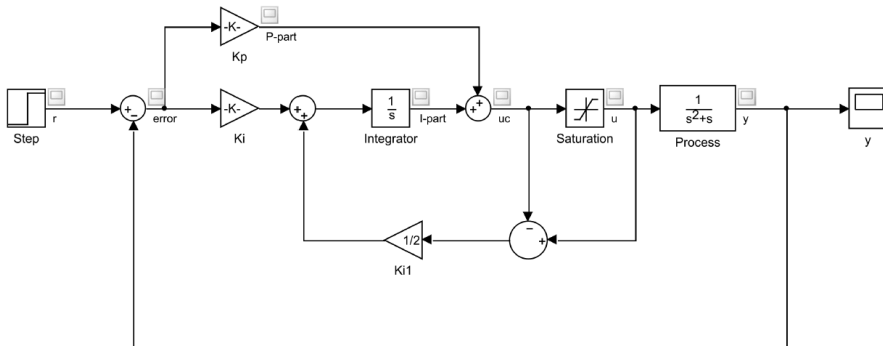 -K-
P-part
Kp
+
-K-
1
s
+
+
1
s²+s
+
−
r
error
+
I-part
uc
u
y
Step
Ki
Integrator
Saturation
Process
y
−
+
1/2
Ki1